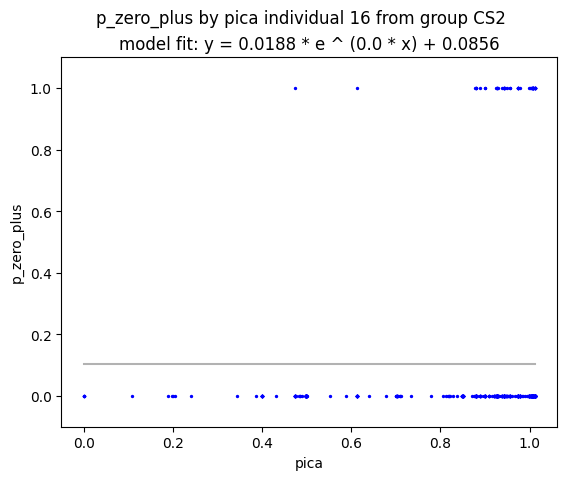 p_zero_plus by pica individual 16 from group CS2
model fit: y = 0.0188 * e ^ (0.0 * x) + 0.0856
1.0
0.8
0.6
0.4
0.2
0.0
p_zero_plus
0.0 0.2 0.4 0.6 0.8 1.0
pica